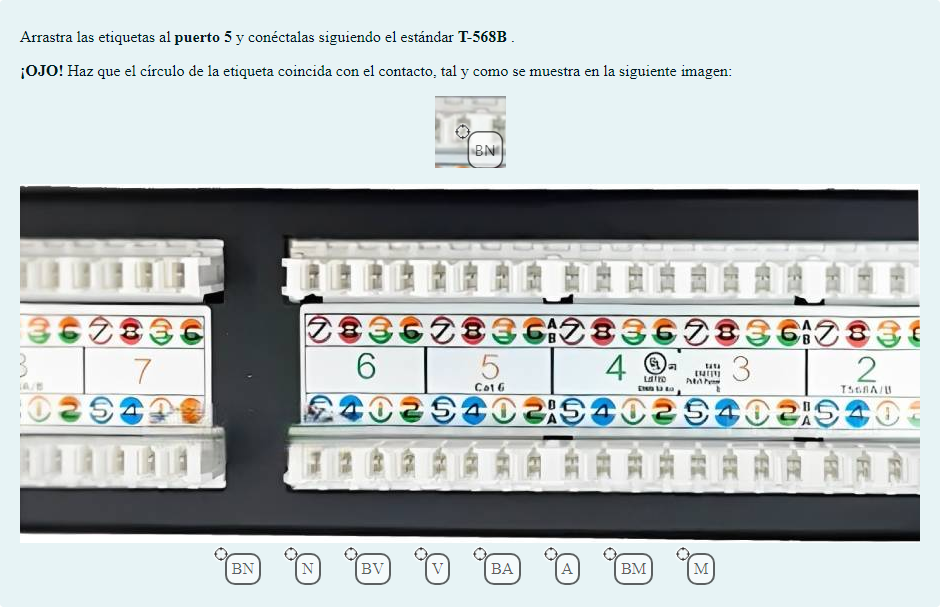 Arrastra las etiquetas al puerto 5 y conéctalas siguiendo el estándar T-568B .
¡OJO! Haz que el círculo de la etiqueta coincida con el contacto, tal y como se muestra en la siguiente imagen:
BN
3 6 7 8 3 6 7 8 3 6 7 8 3 6 A B 7 8 3 6 7 8 3 6 A B 7 8 3
7 6 5 4 3 2
A/B Cat 6 T568A/B
1 2 5 4 1 4 1 2 5 4 1 2 B A 5 4 1 2 5 4 1 2 B A 5 4 1
BN N BV V BA A BM M